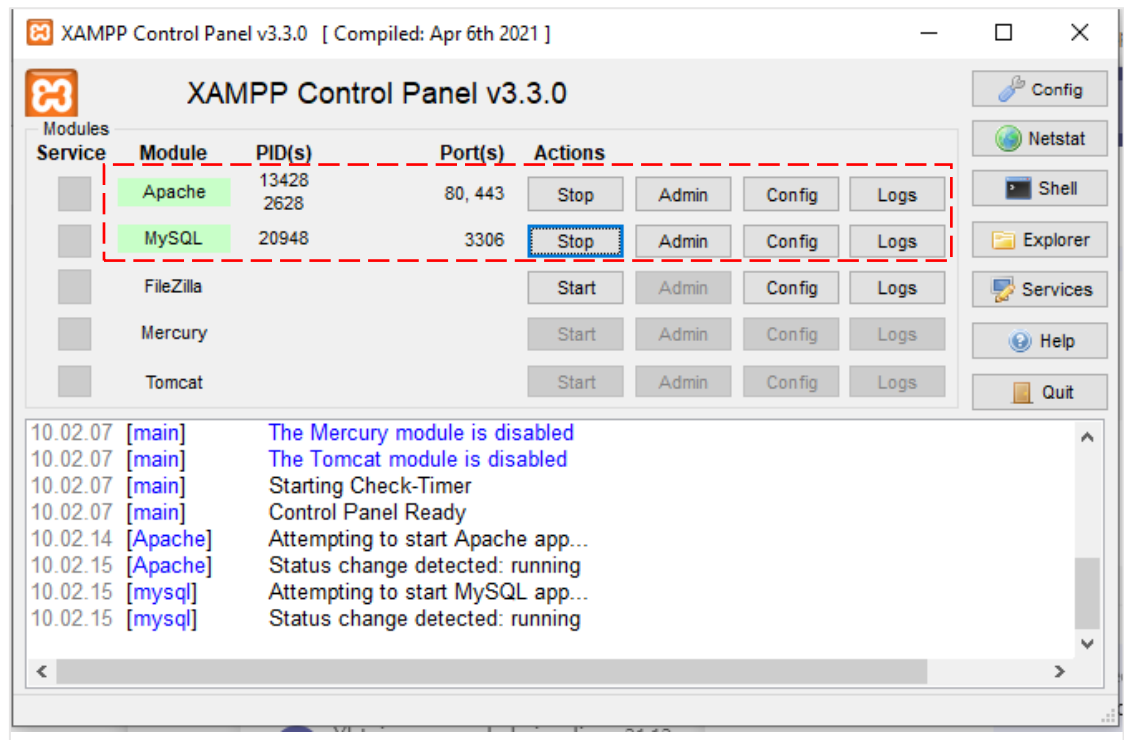 XAMPP Control Panel v3.3.0 [ Compiled: Apr 6th 2021 ]
XAMPP Control Panel v3.3.0
Config
Modules
Netstat
Service Module PID(s) Port(s) Actions
Apache 13428 2628 80, 443 Stop Admin Config Logs
Shell
MySQL 20948 3306 Stop Admin Config Logs
Explorer
FileZilla Start Admin Config Logs
Services
Mercury Start Admin Config Logs
Help
Tomcat Start Admin Config Logs
Quit
10.02.07 [main] The Mercury module is disabled
10.02.07 [main] The Tomcat module is disabled
10.02.07 [main] Starting Check-Timer
10.02.07 [main] Control Panel Ready
10.02.14 [Apache] Attempting to start Apache app...
10.02.15 [Apache] Status change detected: running
10.02.15 [mysql] Attempting to start MySQL app...
10.02.15 [mysql] Status change detected: running